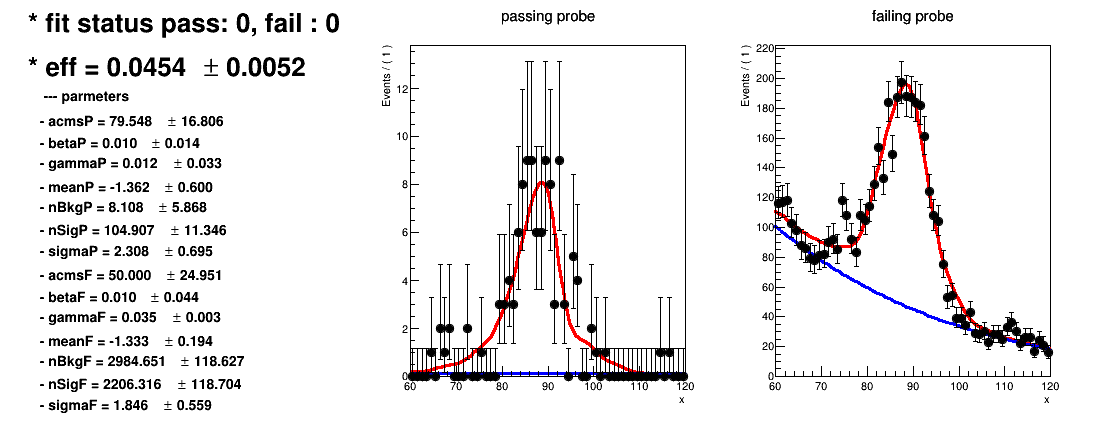 * fit status pass: 0, fail : 0
* eff = 0.0454 ± 0.0052
--- parmeters
- acmsP = 79.548 ± 16.806
- betaP = 0.010 ± 0.014
- gammaP = 0.012 ± 0.033
- meanP = -1.362 ± 0.600
- nBkgP = 8.108 ± 5.868
- nSigP = 104.907 ± 11.346
- sigmaP = 2.308 ± 0.695
- acmsF = 50.000 ± 24.951
- betaF = 0.010 ± 0.044
- gammaF = 0.035 ± 0.003
- meanF = -1.333 ± 0.194
- nBkgF = 2984.651 ± 118.627
- nSigF = 2206.316 ± 118.704
- sigmaF = 1.846 ± 0.559
passing probe
Events / ( 1 )
12
10
8
6
4
2
0
60 70 80 90 100 110 120
x
failing probe
Events / ( 1 )
220
200
180
160
140
120
100
80
60
40
20
0
60 70 80 90 100 110 120
x